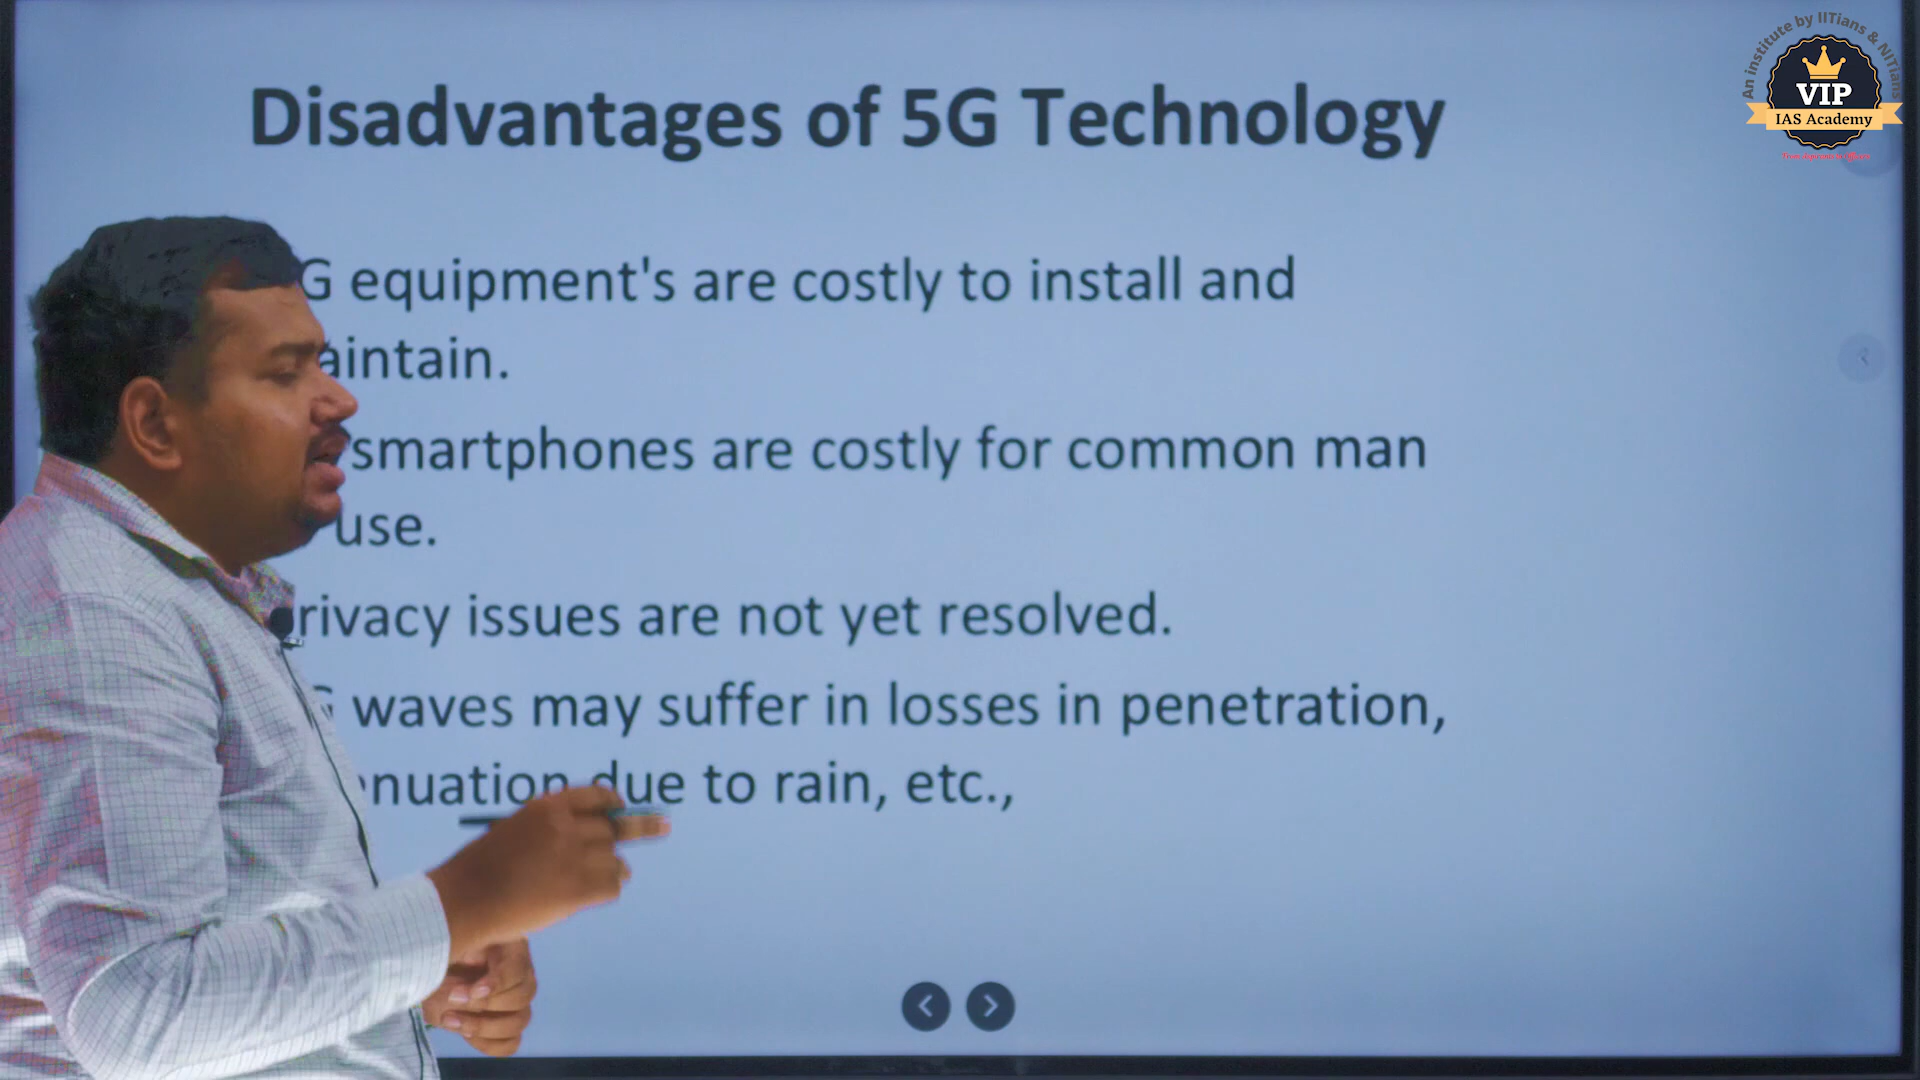 An institute by IITians & NITians
VIP
IAS Academy
Disadvantages of 5G Technology
G equipment's are costly to install and
aintain.
smartphones are costly for common man
use.
rivacy issues are not yet resolved.
G waves may suffer in losses in penetration,
enuation due to rain, etc.,